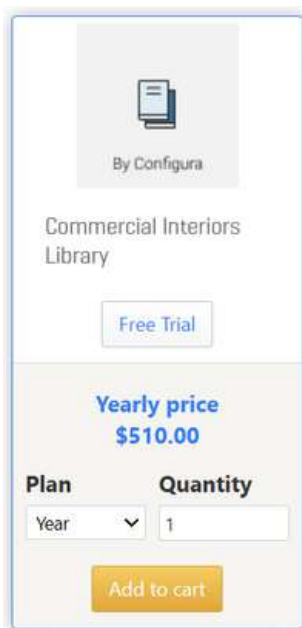 By Configura
Commercial Interiors
Library
Free Trial
Yearly price
$510.00
Plan Quantity
Year 1
Add to cart